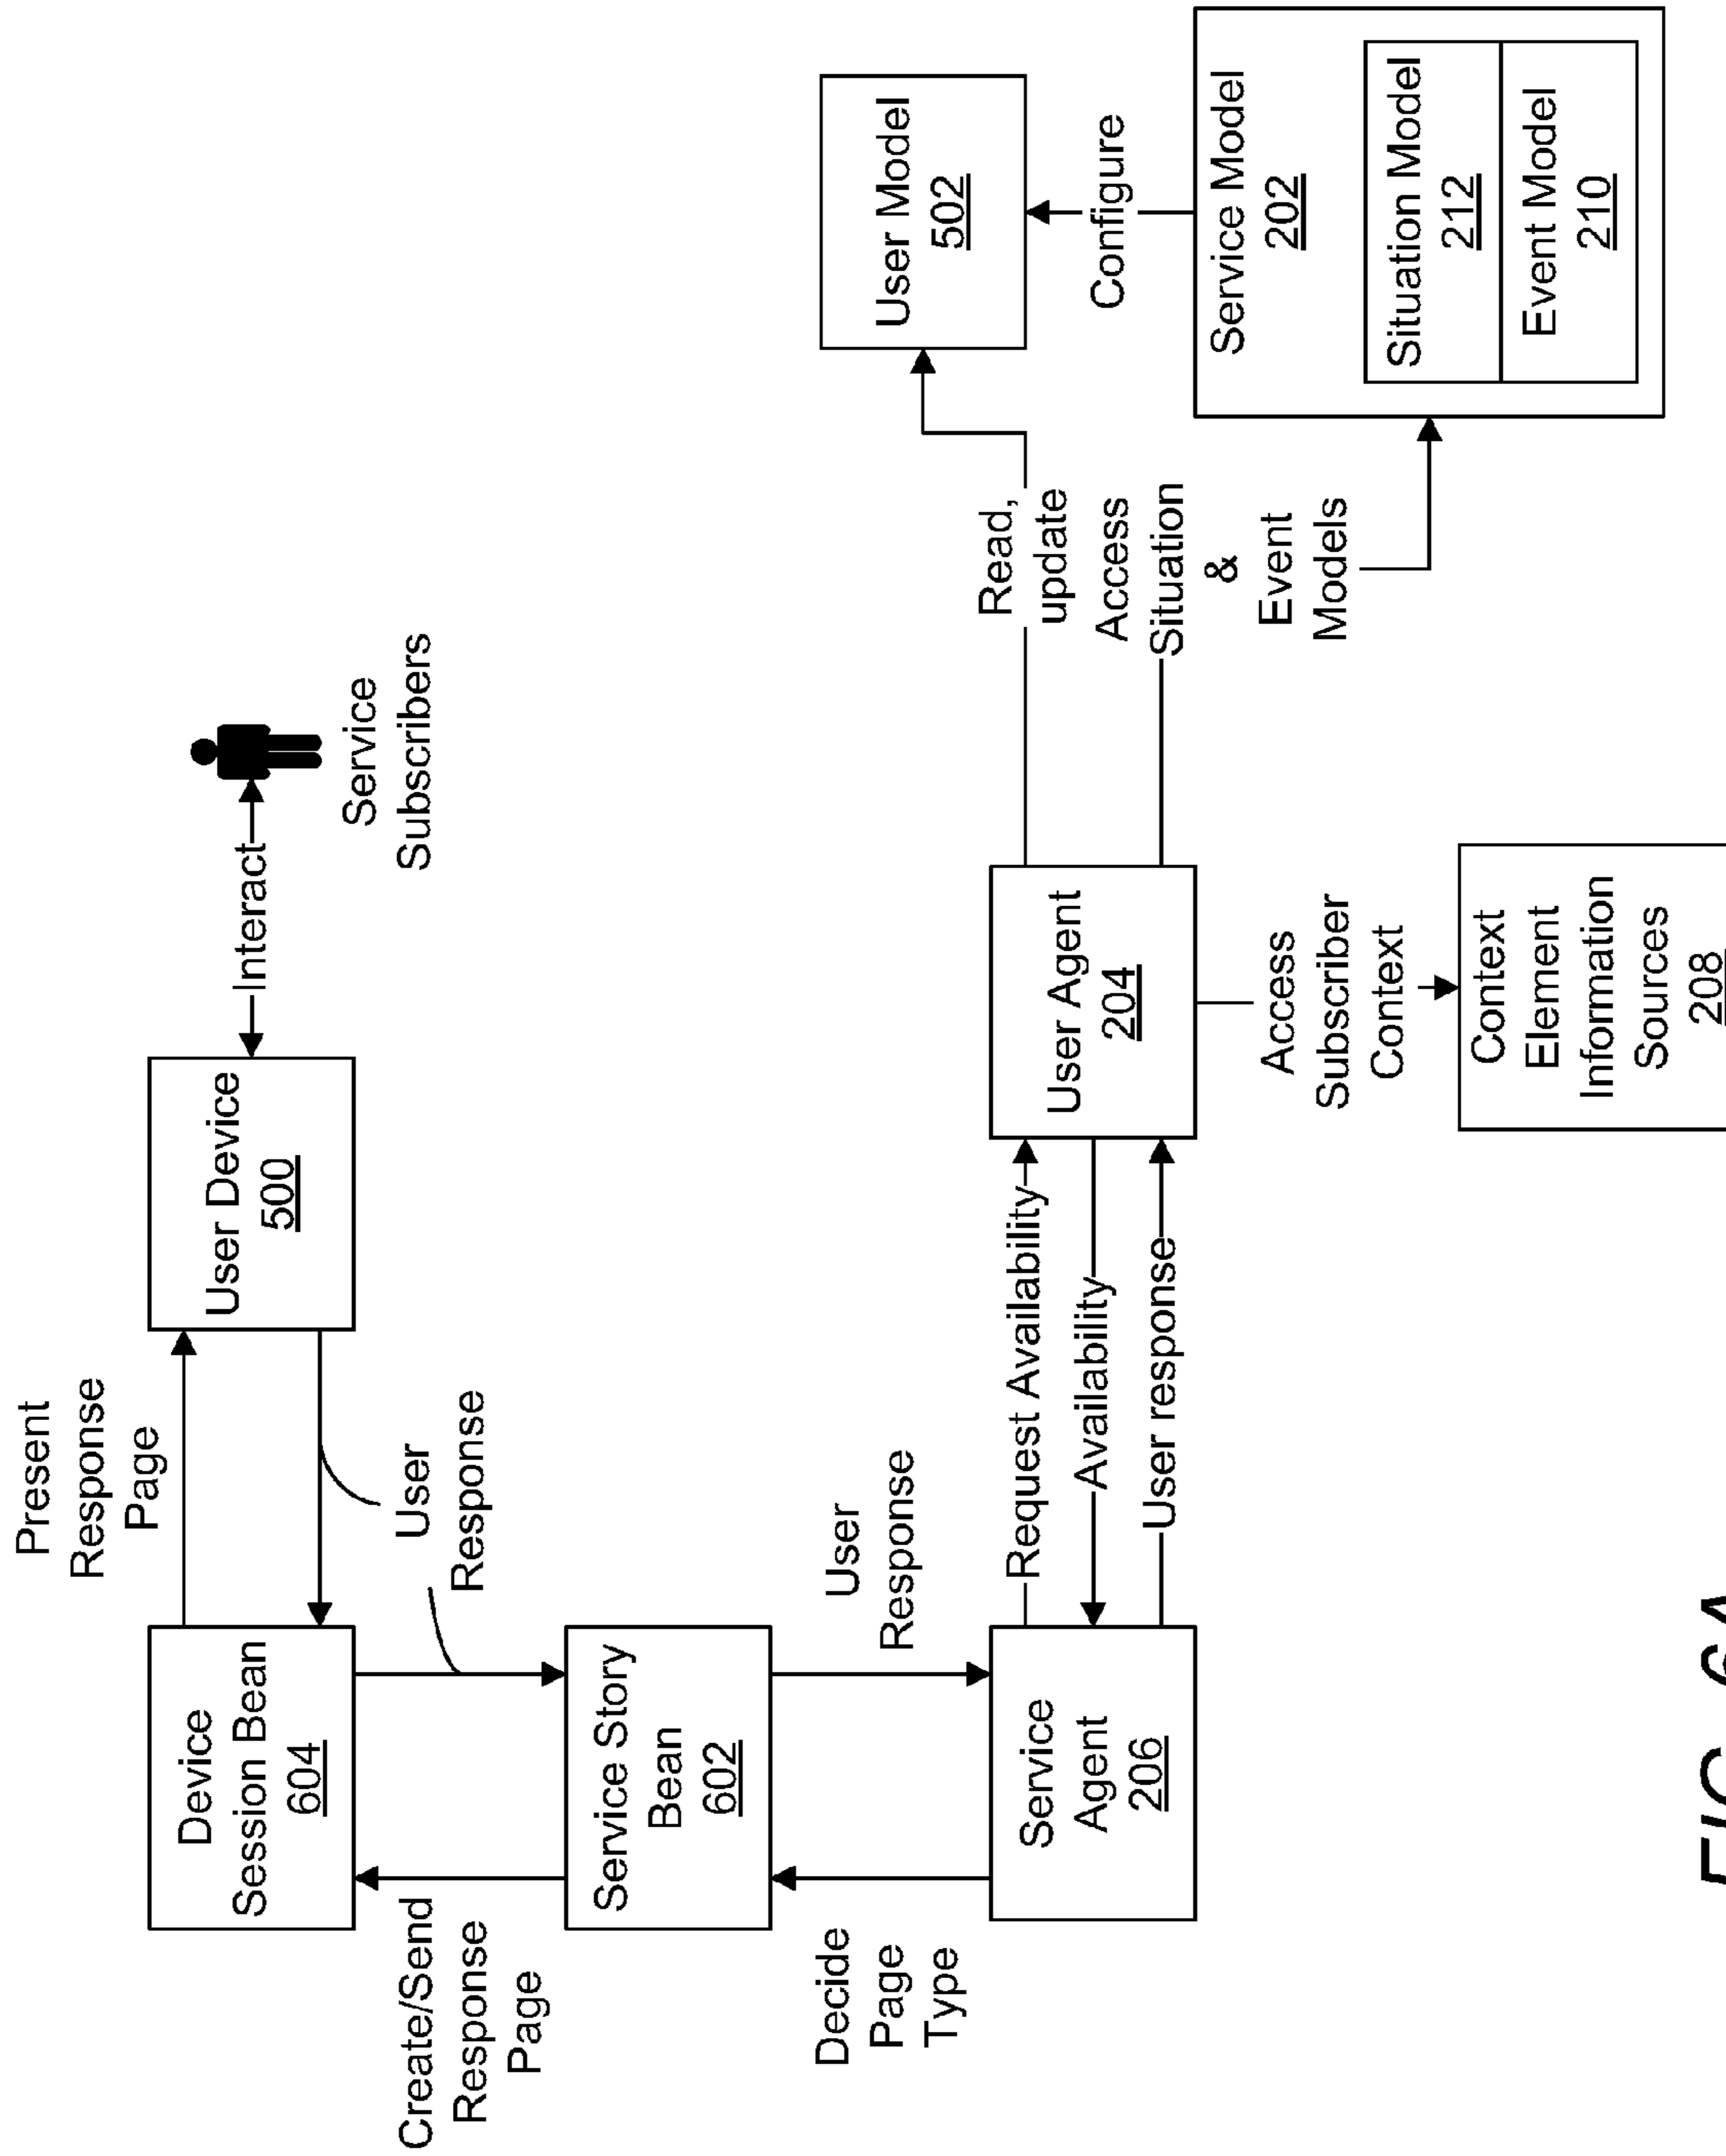 Present
Response
Page
Device
Session Bean
604
User Device
500
Interact
Service
Subscribers
User
Response
Create/Send
Response
Page
Service Story
Bean
602
Decide
Page
Type
User
Response
Service
Agent
206
Request Availability
Availability
User response
User Agent
204
Read,
update
Access
Situation
&
Event
Models
User Model
502
Configure
Service Model
202
Situation Model
212
Event Model
210
Access
Subscriber
Context
Context
Element
Information
Sources
208
FIG. 6A